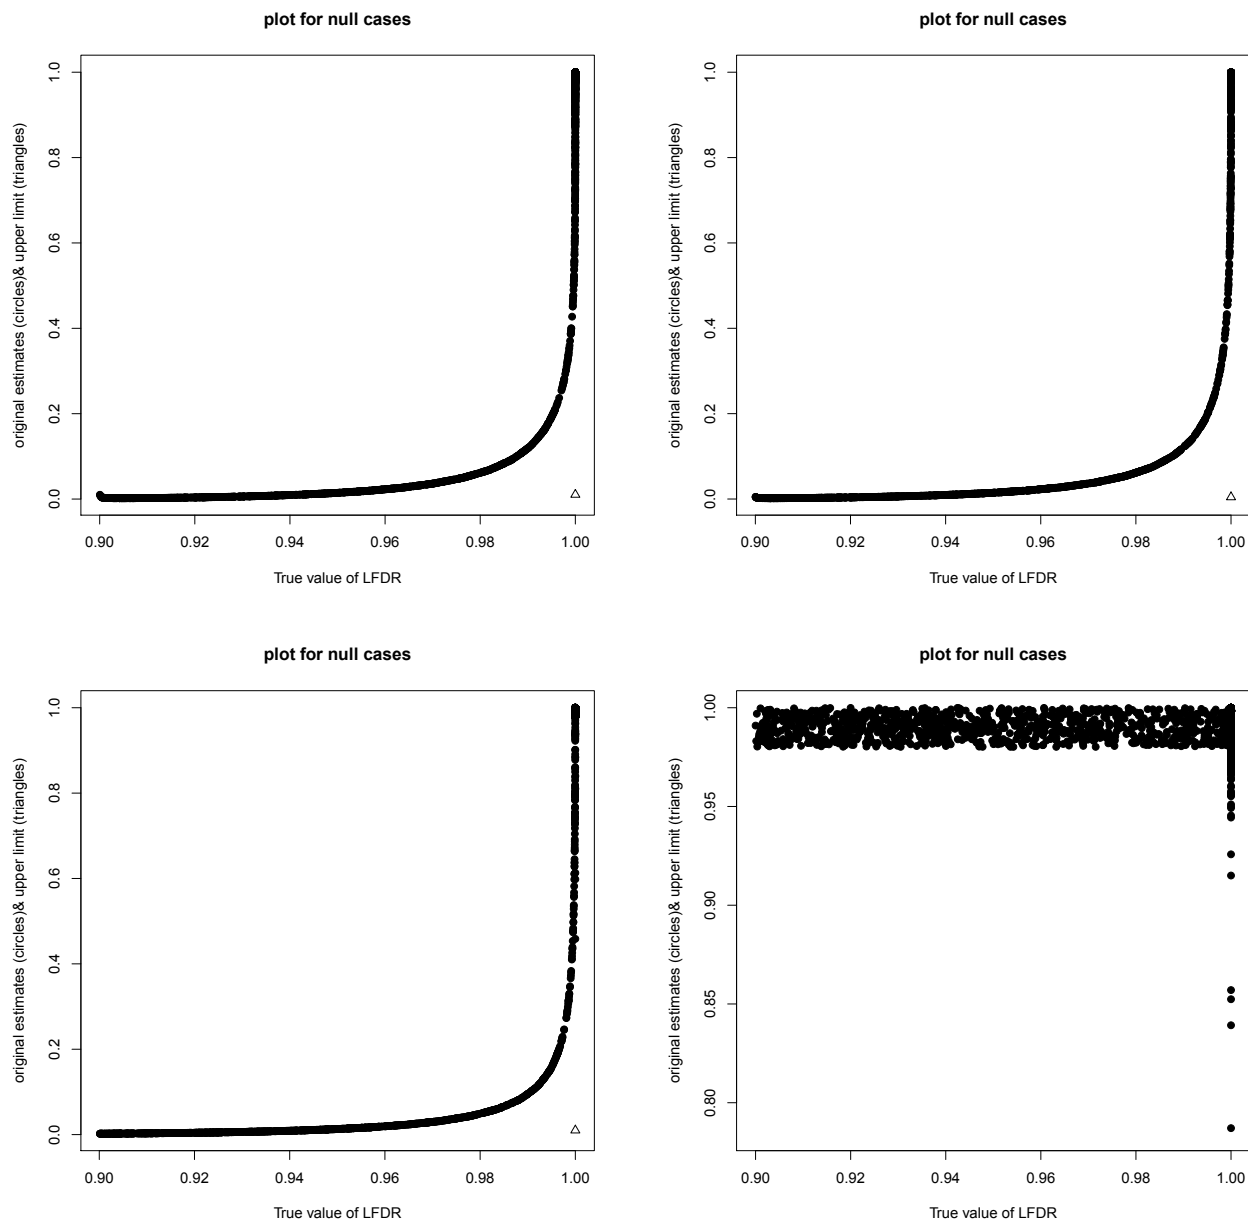 plot for null cases
original estimates (circles)& upper limit (triangles)
1.0
0.8
0.6
0.4
0.2
0.0
0.90 0.92 0.94 0.96 0.98 1.00
True value of LFDR
plot for null cases
original estimates (circles)& upper limit (triangles)
1.0
0.8
0.6
0.4
0.2
0.0
0.90 0.92 0.94 0.96 0.98 1.00
True value of LFDR
plot for null cases
original estimates (circles)& upper limit (triangles)
1.0
0.8
0.6
0.4
0.2
0.0
0.90 0.92 0.94 0.96 0.98 1.00
True value of LFDR
plot for null cases
original estimates (circles)& upper limit (triangles)
1.00
0.95
0.90
0.85
0.80
0.90 0.92 0.94 0.96 0.98 1.00
True value of LFDR